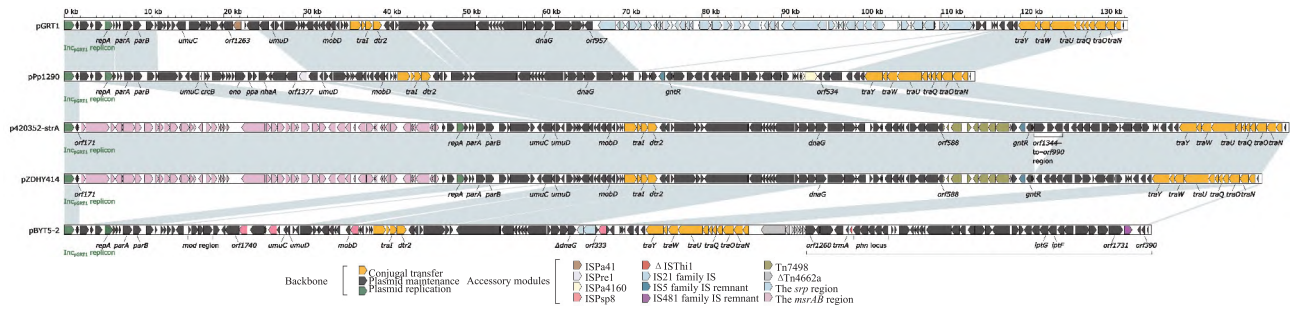 0 kb 10 kb 20 kb 30 kb 40 kb 50 kb 60 kb 70 kb 80 kb 90 kb 100 kb 110 kb 120 kb 130 kb
pGRT1
repA parA parB umuC orf1263 umuD mobD traI dtr2 dnaG orf957 traY traW traU traQ traO traN
IncpGRT1 replicon
pPp1290
repA parA parB umuC crcB eno ppa nhaA orf1377 mobD traI dtr2 dnaG gntR orf534 traY traW traU traQ traO traN
IncpGRT1 replicon
p420352-strA
orf171 repA parA parB umuC umuD mobD traI dtr2 dnaG orf588 gntR orf1344– traY traW traU traQ traO traN
to–orf990
region
IncpGRT1 replicon
pZDHY414
orf171 repA parA parB umuC umuD mobD traI dtr2 dnaG orf588 gntR traY traW traU traQ traO traN
IncpGRT1 replicon
pBYT5-2
repA parA parB mod region orf1740 umuC umuD mobD traI dtr2 ΔdnaG orf333 traY traW traU traQ traO traN orf1260 trmA phn locus lptG lptF orf1731 orf390
IncpGRT1 replicon
Backbone
Conjugal transfer
Plasmid maintenance
Plasmid replication
Accessory modules
ISPa41
ISPre1
ISPa4160
ISPsp8
Δ ISThi1
IS21 family IS
IS5 family IS remnant
IS481 family IS remnant
Tn7498
ΔTn4662a
The srp region
The msrAB region